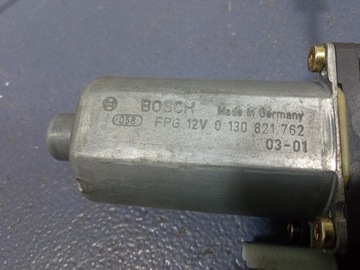 BOSCH Made in Germany
058 FPG 12V 0 130 821 762
03-01